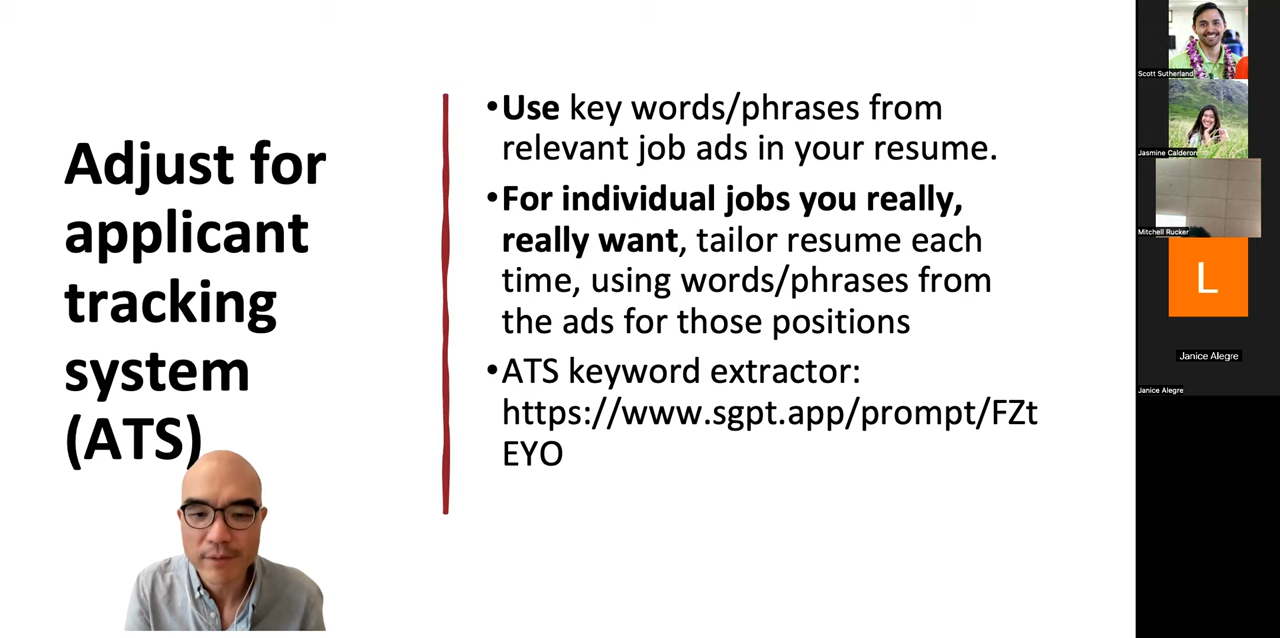 Adjust for
applicant
tracking
system
(ATS)
•Use key words/phrases from
relevant job ads in your resume.
•For individual jobs you really,
really want, tailor resume each
time, using words/phrases from
the ads for those positions
•ATS keyword extractor:
https://www.sgpt.app/prompt/FZt
EYO
Scott Sutherland
Jasmine Calderon
Mitchell Rucker
L
Janice Alegre
Janice Alegre